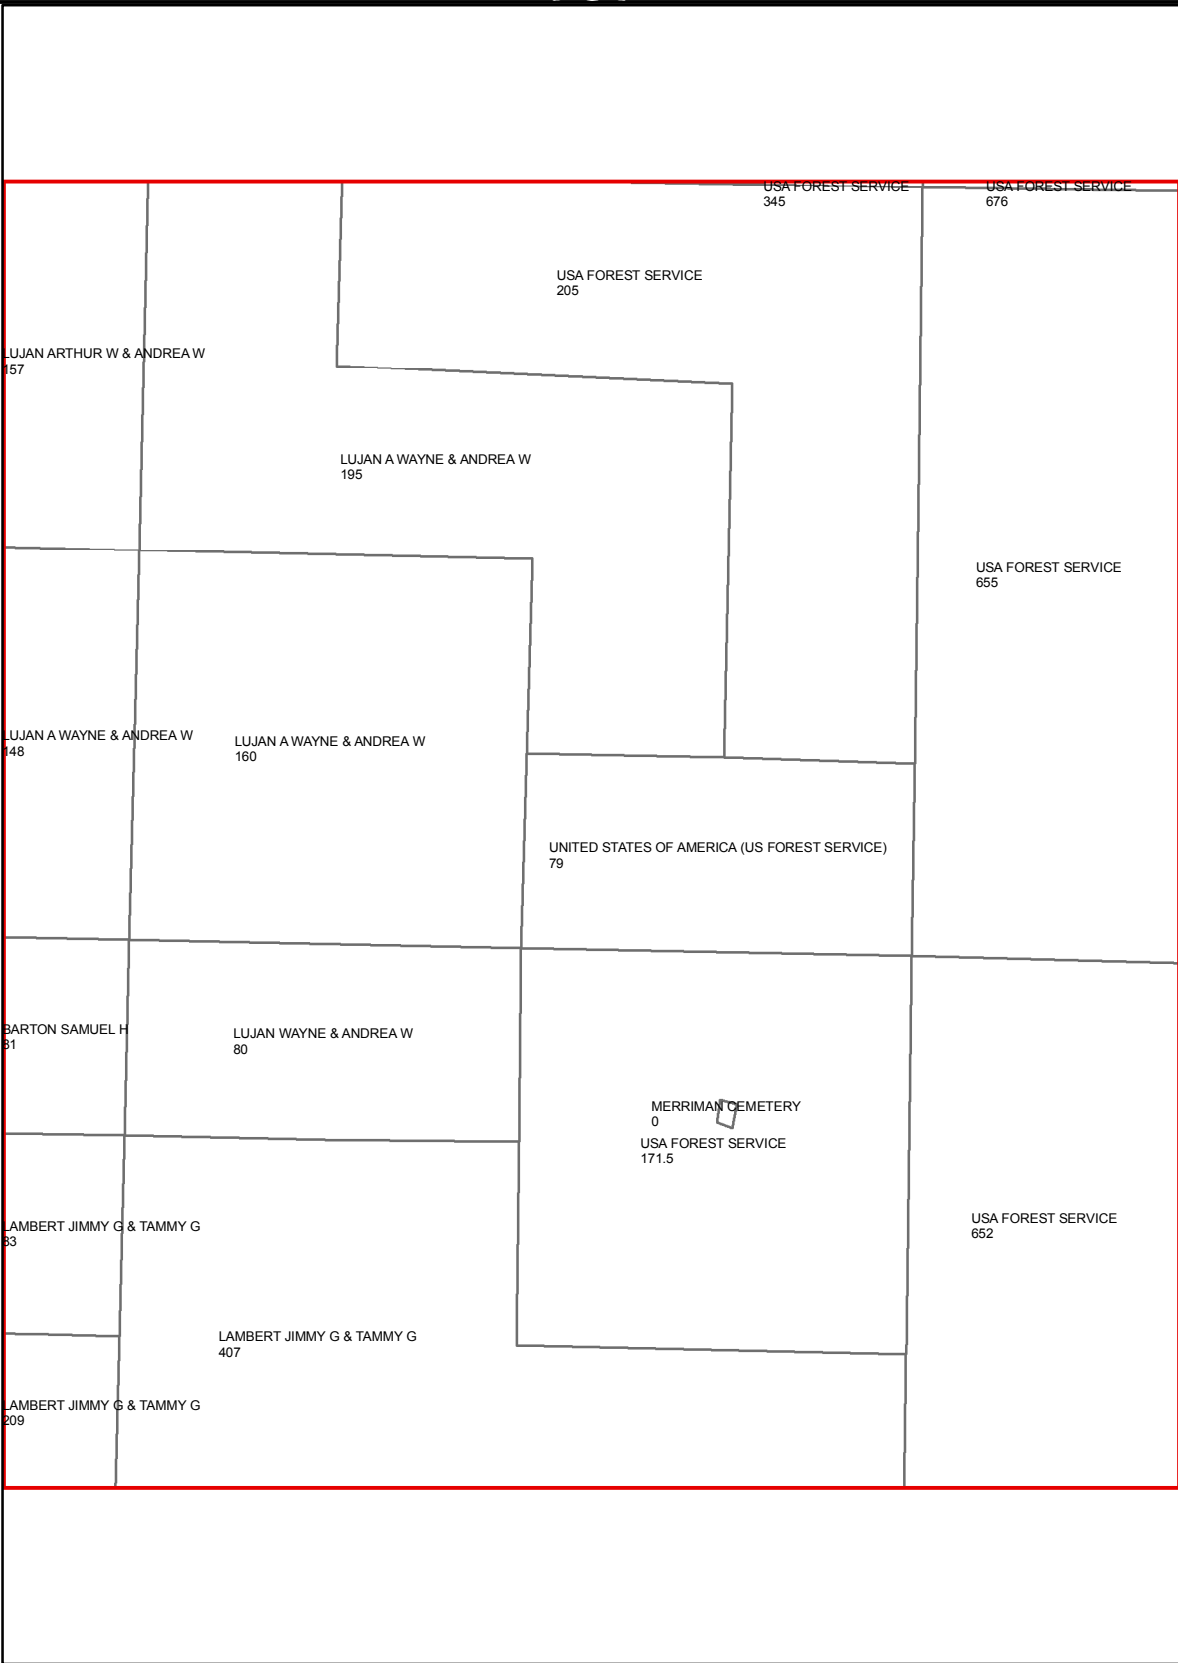 USA FOREST SERVICE
345
USA FOREST SERVICE
676
USA FOREST SERVICE
205
LUJAN ARTHUR W & ANDREA W
157
LUJAN A WAYNE & ANDREA W
195
USA FOREST SERVICE
655
LUJAN A WAYNE & ANDREA W
148
LUJAN A WAYNE & ANDREA W
160
UNITED STATES OF AMERICA (US FOREST SERVICE)
79
BARTON SAMUEL H
81
LUJAN WAYNE & ANDREA W
80
MERRIMAN CEMETERY
0
USA FOREST SERVICE
171.5
LAMBERT JIMMY G & TAMMY G
83
USA FOREST SERVICE
652
LAMBERT JIMMY G & TAMMY G
407
LAMBERT JIMMY G & TAMMY G
209